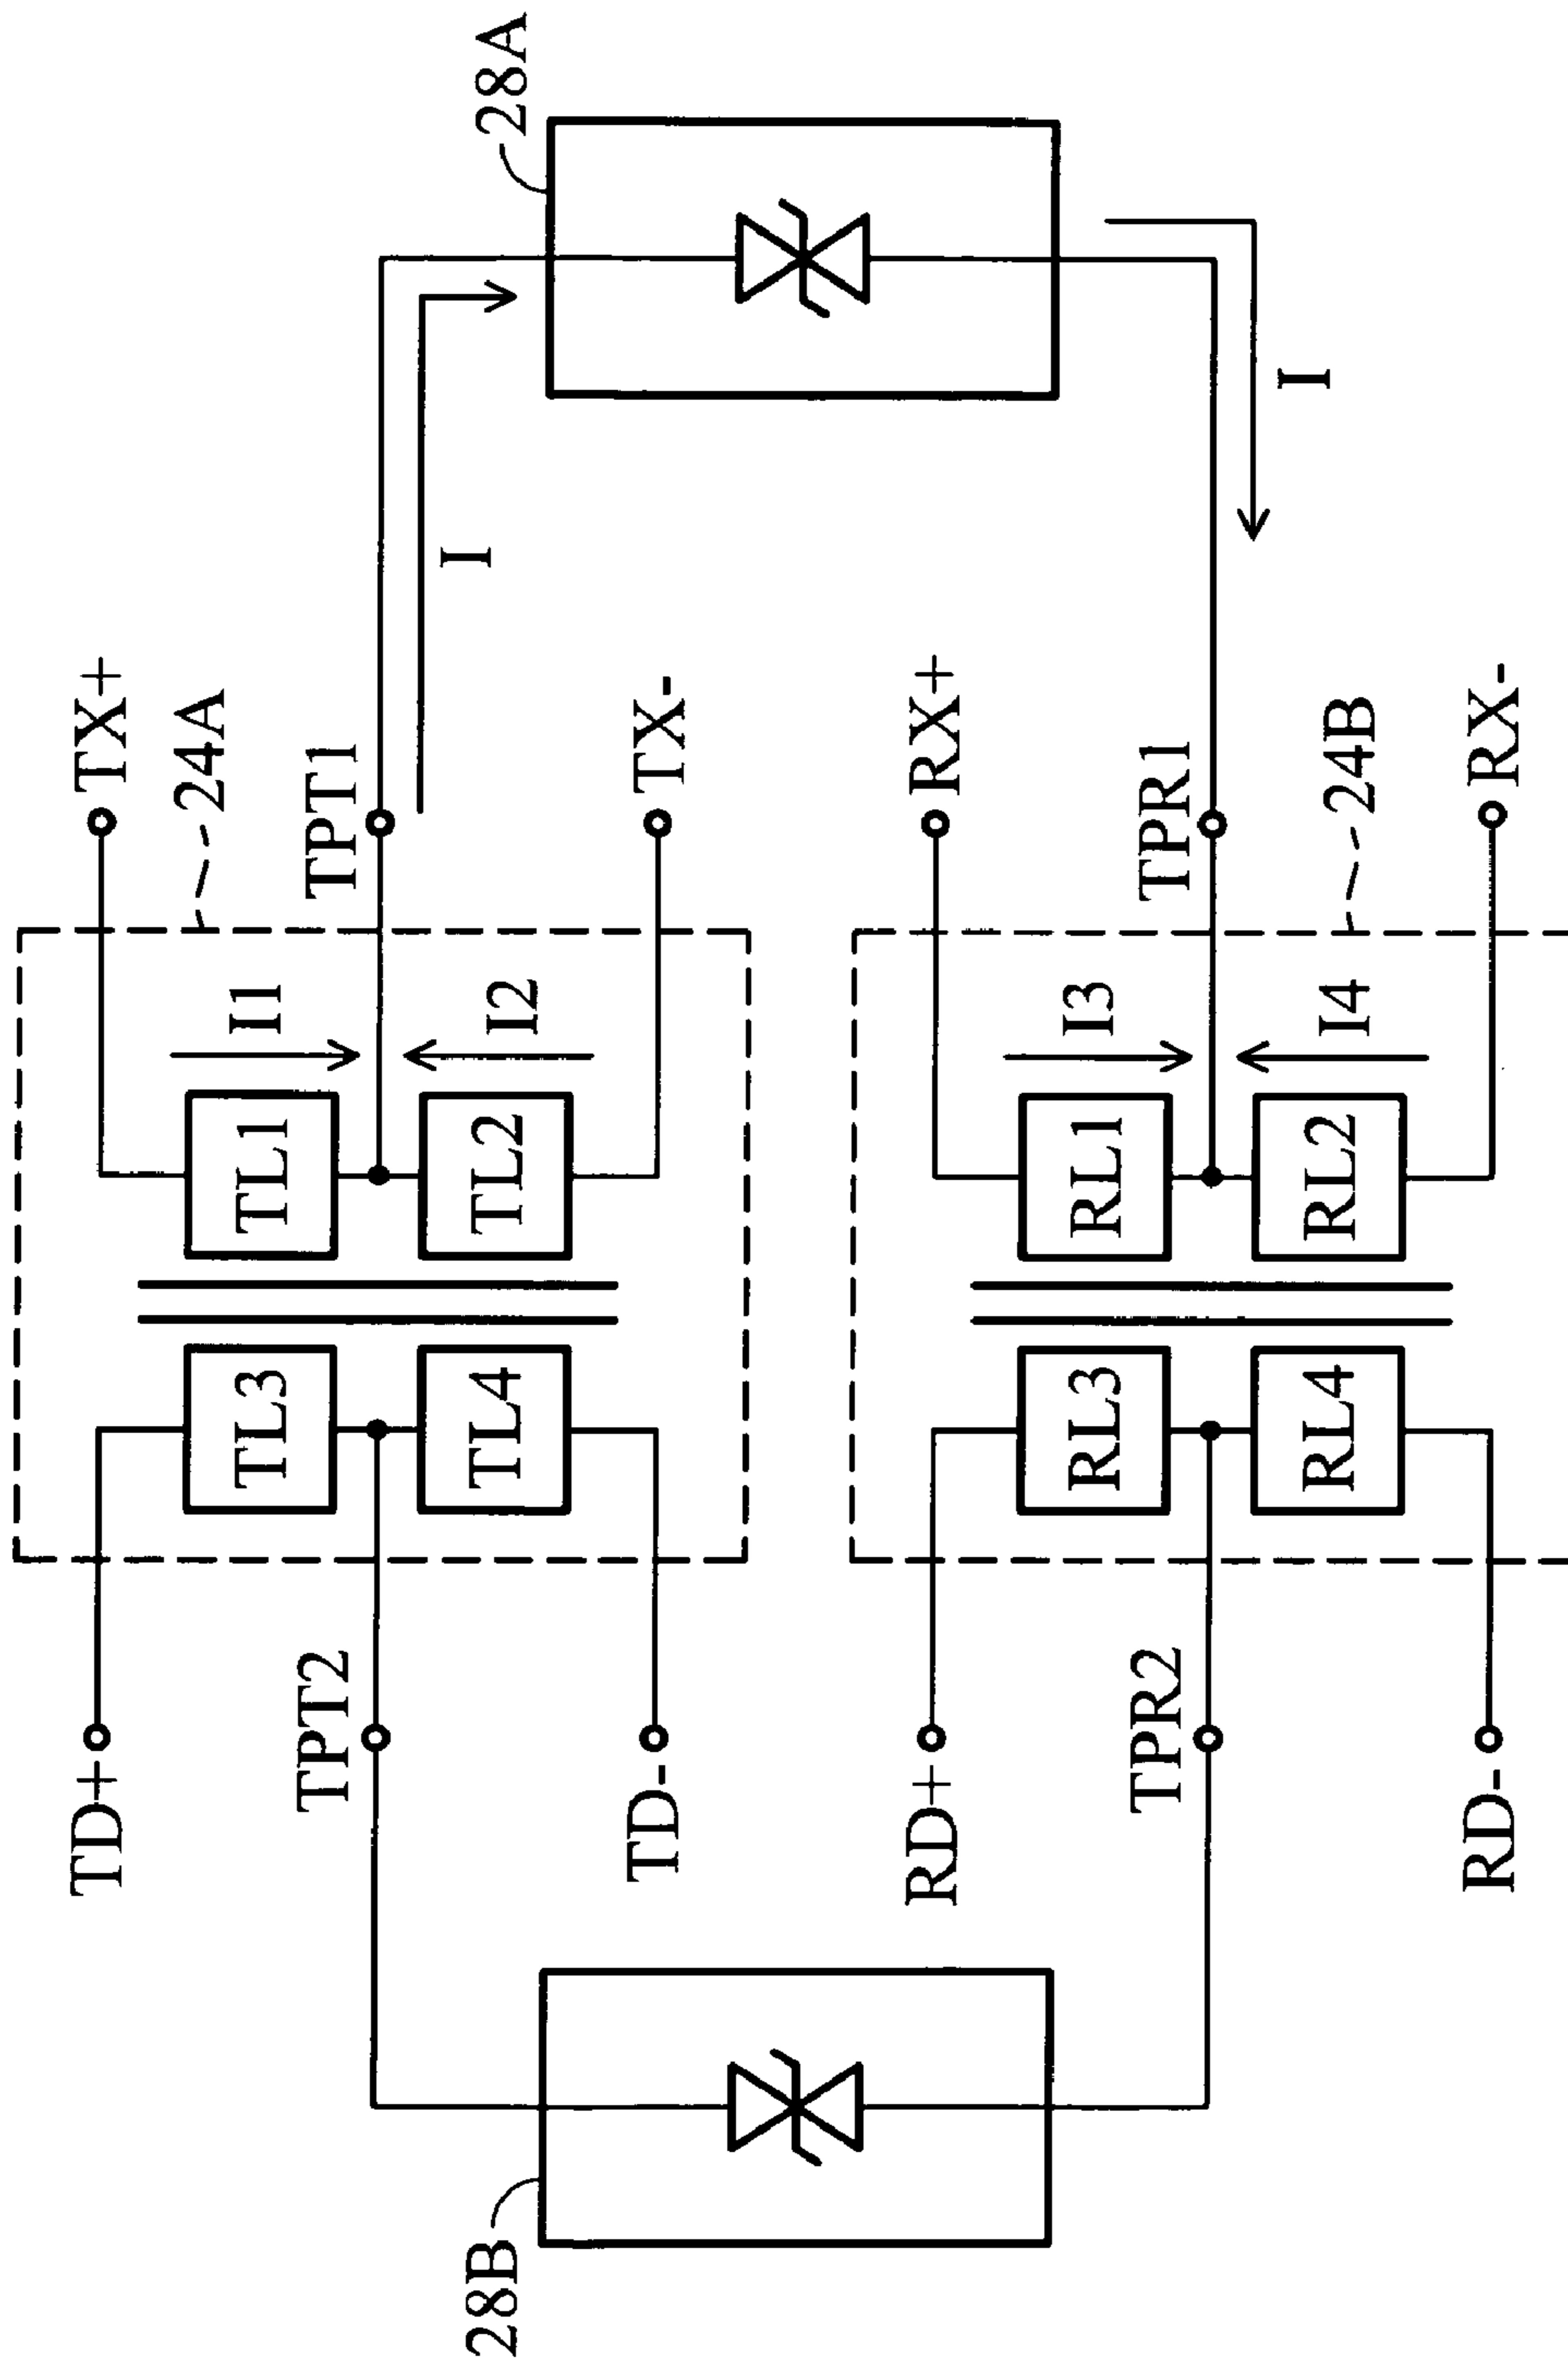 28A
I
I
TX+
24A
TPT1
TX-
RX+
TPR1
24B
RX-
I1
I2
I3
I4
TL1
TL2
RL1
RL2
TL3
TL4
RL3
RL4
TD+
TPT2
TD-
RD+
TPR2
RD-
28B